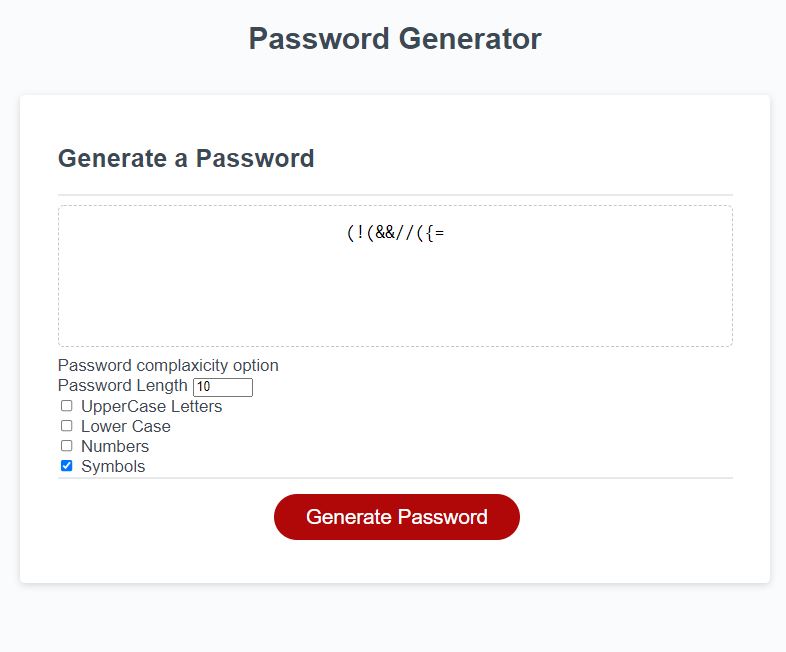 Password Generator
Generate a Password
(!(&&//({=
Password complaxicity option
Password Length 10
UpperCase Letters
Lower Case
Numbers
Symbols
Generate Password